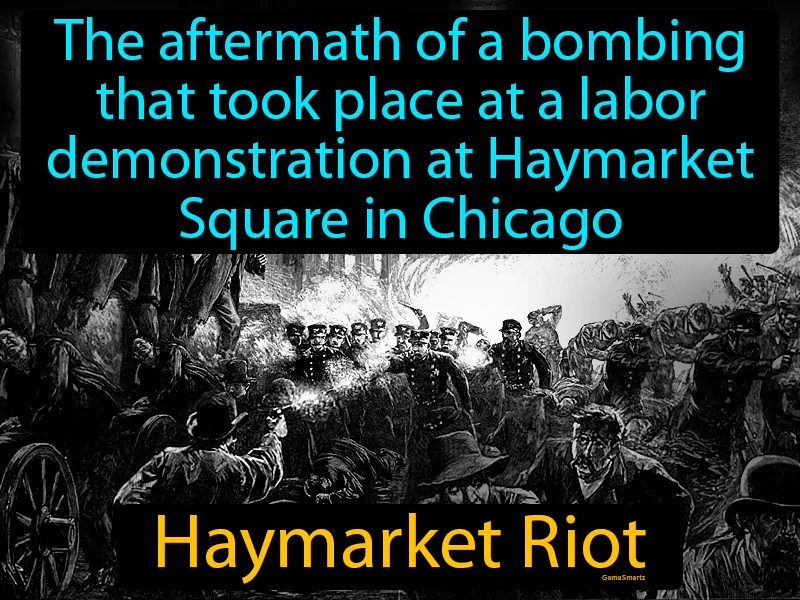 The aftermath of a bombing
that took place at a labor
demonstration at Haymarket
Square in Chicago
Haymarket Riot
GameSmartz